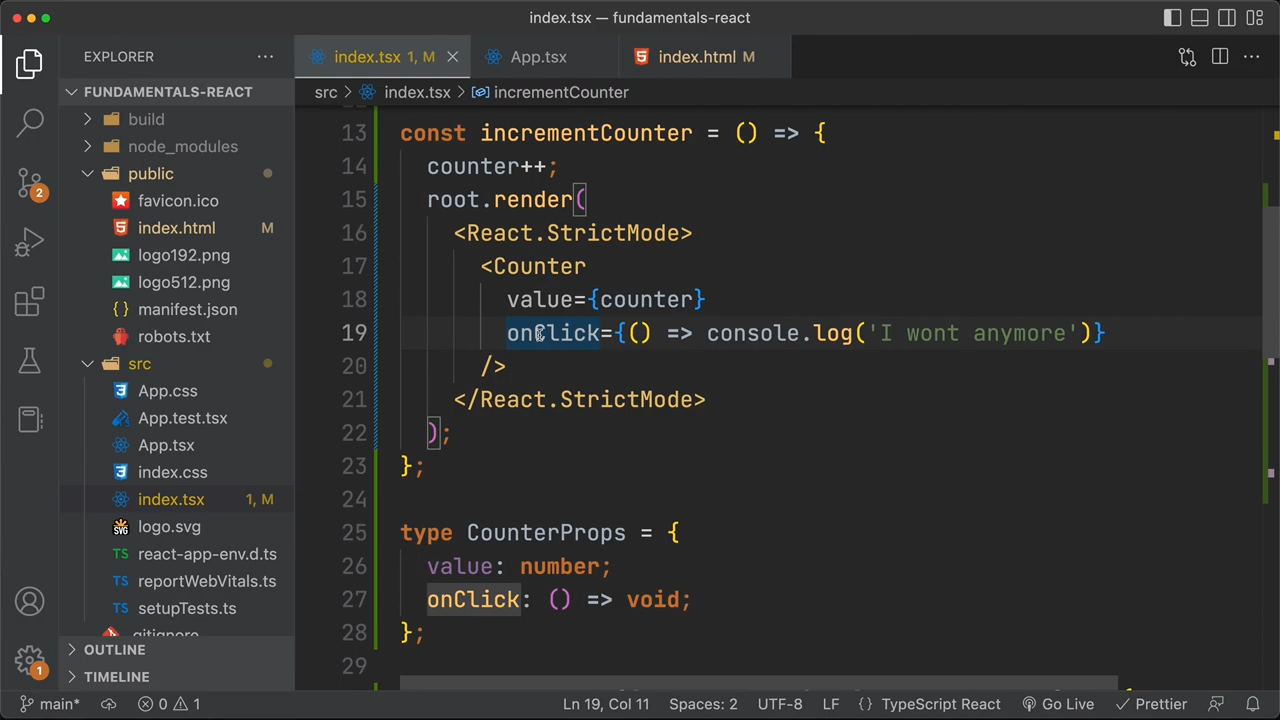 index.tsx — fundamentals-react
EXPLORER
index.tsx 1, M
App.tsx
index.html M
FUNDAMENTALS-REACT
src > index.tsx > incrementCounter
build
node_modules
public
favicon.ico
index.html M
logo192.png
logo512.png
manifest.json
robots.txt
src
App.css
App.test.tsx
App.tsx
index.css
index.tsx 1, M
logo.svg
react-app-env.d.ts
reportWebVitals.ts
setupTests.ts
.gitignore
OUTLINE
TIMELINE
13 const incrementCounter = () => {
14 counter++;
15 root.render(
16 <React.StrictMode>
17 <Counter
18 value={counter}
19 onClick={() => console.log('I wont anymore')}
20 />
21 </React.StrictMode>
22 );
23 };
24
25 type CounterProps = {
26 value: number;
27 onClick: () => void;
28 };
29
main* 0 1 Ln 19, Col 11 Spaces: 2 UTF-8 LF {} TypeScript React Go Live Prettier